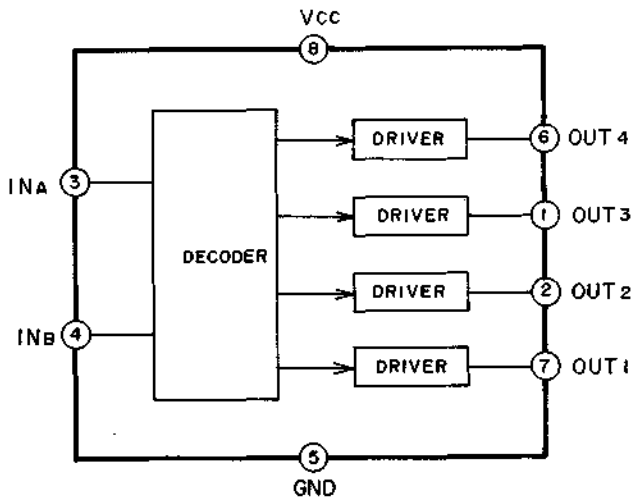 VCC
8
DRIVER 6 OUT 4
INA 3
DRIVER 1 OUT 3
DECODER
DRIVER 2 OUT 2
INB 4
DRIVER 7 OUT 1
5
GND